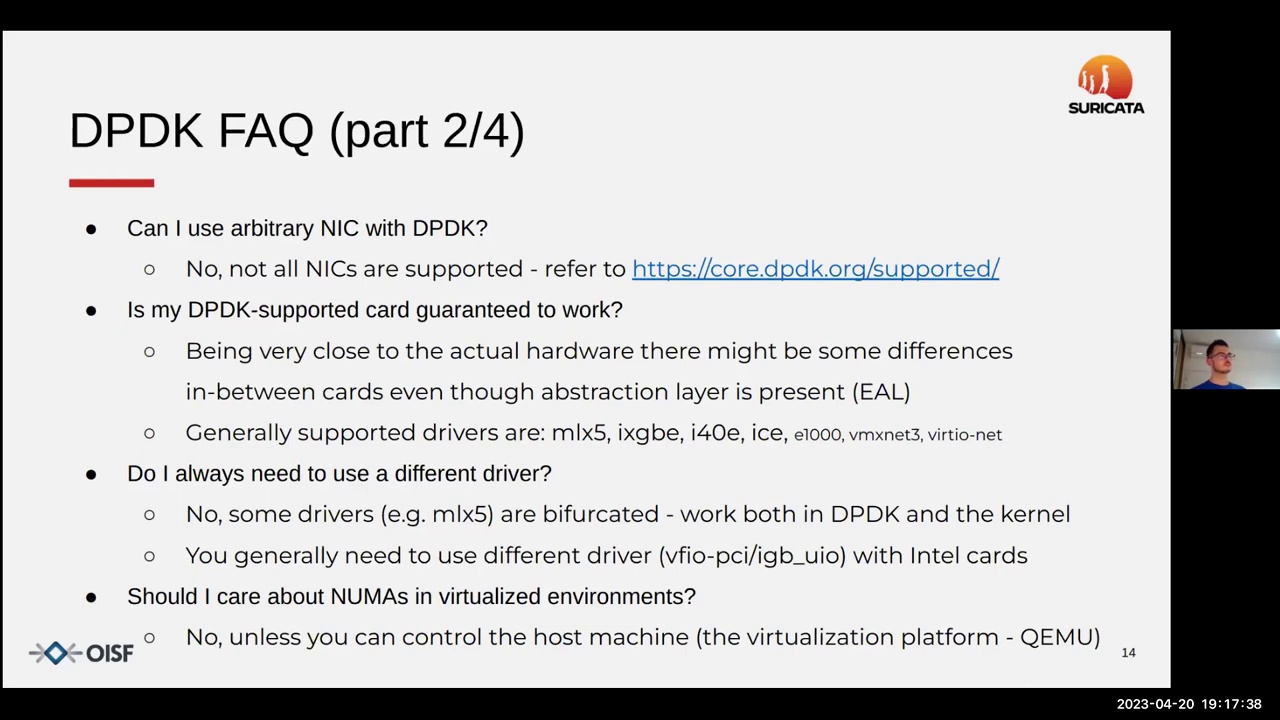 SURICATA
DPDK FAQ (part 2/4)
● Can I use arbitrary NIC with DPDK?
○ No, not all NICs are supported - refer to https://core.dpdk.org/supported/
● Is my DPDK-supported card guaranteed to work?
○ Being very close to the actual hardware there might be some differences
in-between cards even though abstraction layer is present (EAL)
○ Generally supported drivers are: mlx5, ixgbe, i40e, ice, e1000, vmxnet3, virtio-net
● Do I always need to use a different driver?
○ No, some drivers (e.g. mlx5) are bifurcated - work both in DPDK and the kernel
○ You generally need to use different driver (vfio-pci/igb_uio) with Intel cards
● Should I care about NUMAs in virtualized environments?
○ No, unless you can control the host machine (the virtualization platform - QEMU)
OISF
14
2023-04-20 19:17:38